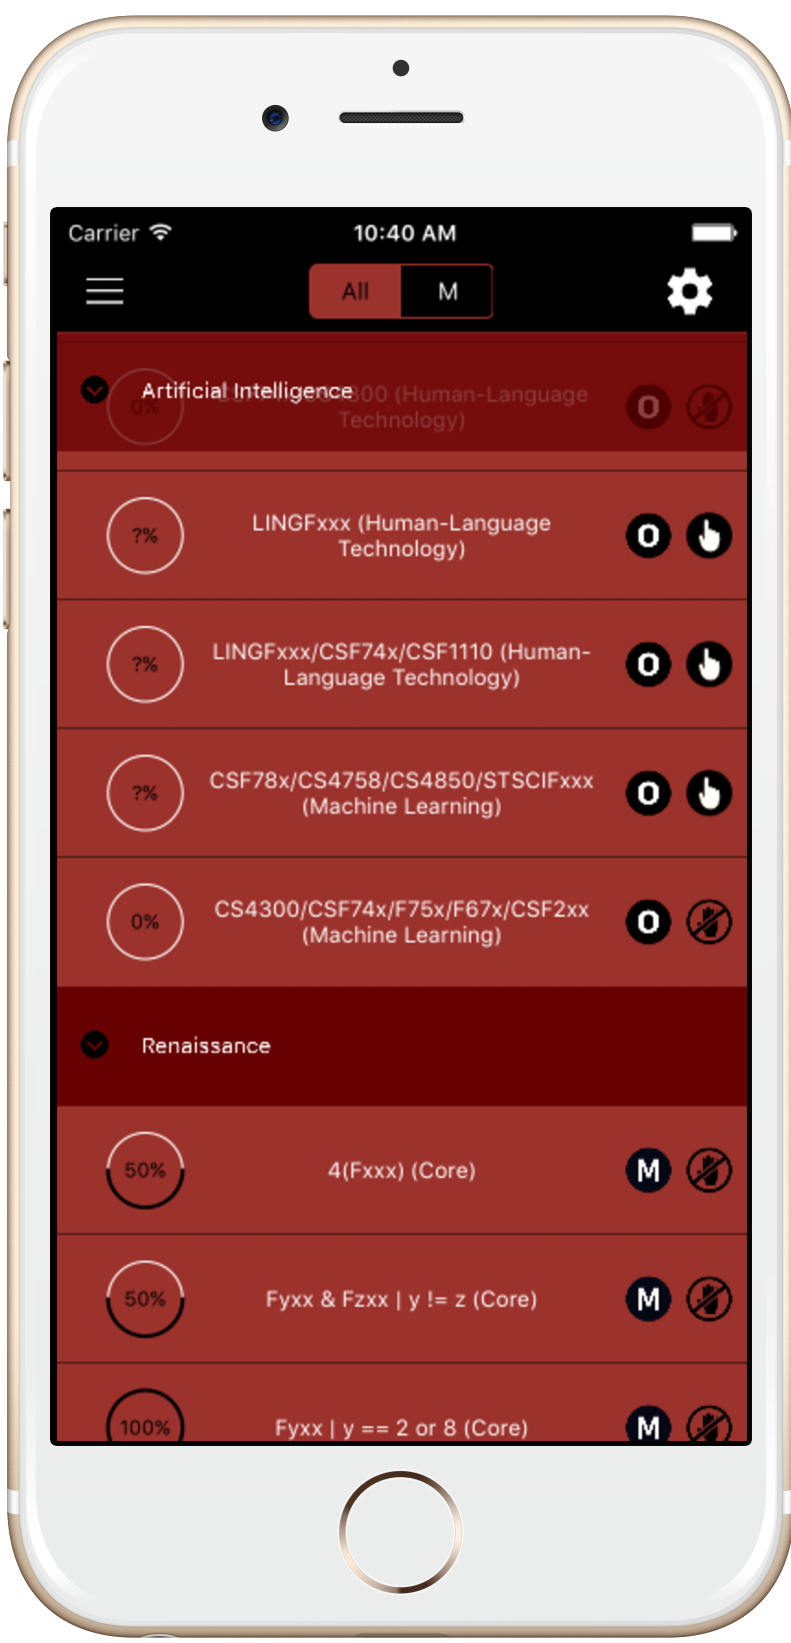 Carrier
10:40 AM
All
M
Artificial Intelligence
0%
300 (Human-Language
Technology)
O
?%
LINGFxxx (Human-Language
Technology)
O
?%
LINGFxxx/CSF74x/CSF1110 (Human-
Language Technology)
O
?%
CSF78x/CS4758/CS4850/STSCIFxxx
(Machine Learning)
O
0%
CS4300/CSF74x/F75x/F67x/CSF2xx
(Machine Learning)
O
Renaissance
50%
4(Fxxx) (Core)
M
50%
Fyxx & Fzxx | y != z (Core)
M
100%
Fyxx | y == 2 or 8 (Core)
M